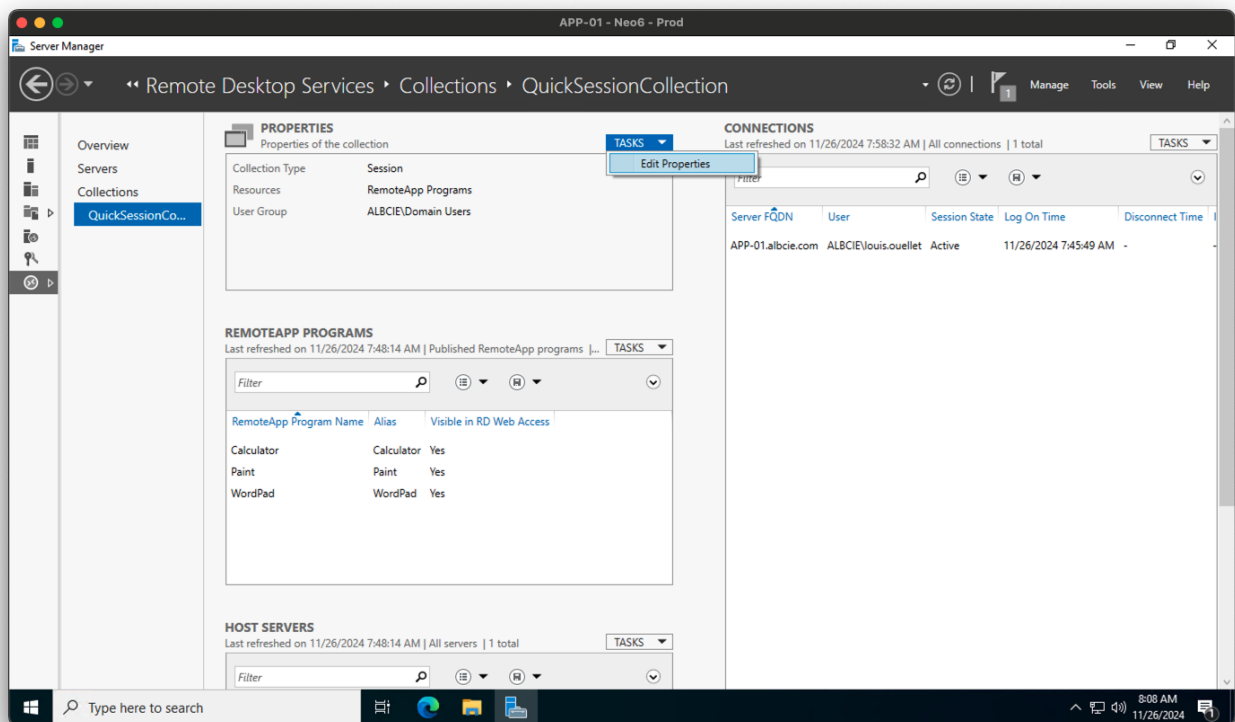 APP-01 - Neo6 - Prod
Server Manager
Remote Desktop Services
Collections
QuickSessionCollection
1
Manage
Tools
View
Help
Overview
Servers
Collections
QuickSessionCo...
PROPERTIES
Properties of the collection
TASKS
Edit Properties
Collection Type Session
Resources RemoteApp Programs
User Group ALBCIE\Domain Users
REMOTEAPP PROGRAMS
Last refreshed on 11/26/2024 7:48:14 AM | Published RemoteApp programs |...
TASKS
Filter
RemoteApp Program Name Alias Visible in RD Web Access
Calculator Calculator Yes
Paint Paint Yes
WordPad WordPad Yes
HOST SERVERS
Last refreshed on 11/26/2024 7:48:14 AM | All servers | 1 total
TASKS
Filter
CONNECTIONS
Last refreshed on 11/26/2024 7:58:32 AM | All connections | 1 total
TASKS
Filter
Server FQDN User Session State Log On Time Disconnect Time
APP-01.albcie.com ALBCIE\louis.ouellet Active 11/26/2024 7:45:49 AM - -
Type here to search
8:08 AM
11/26/2024
1